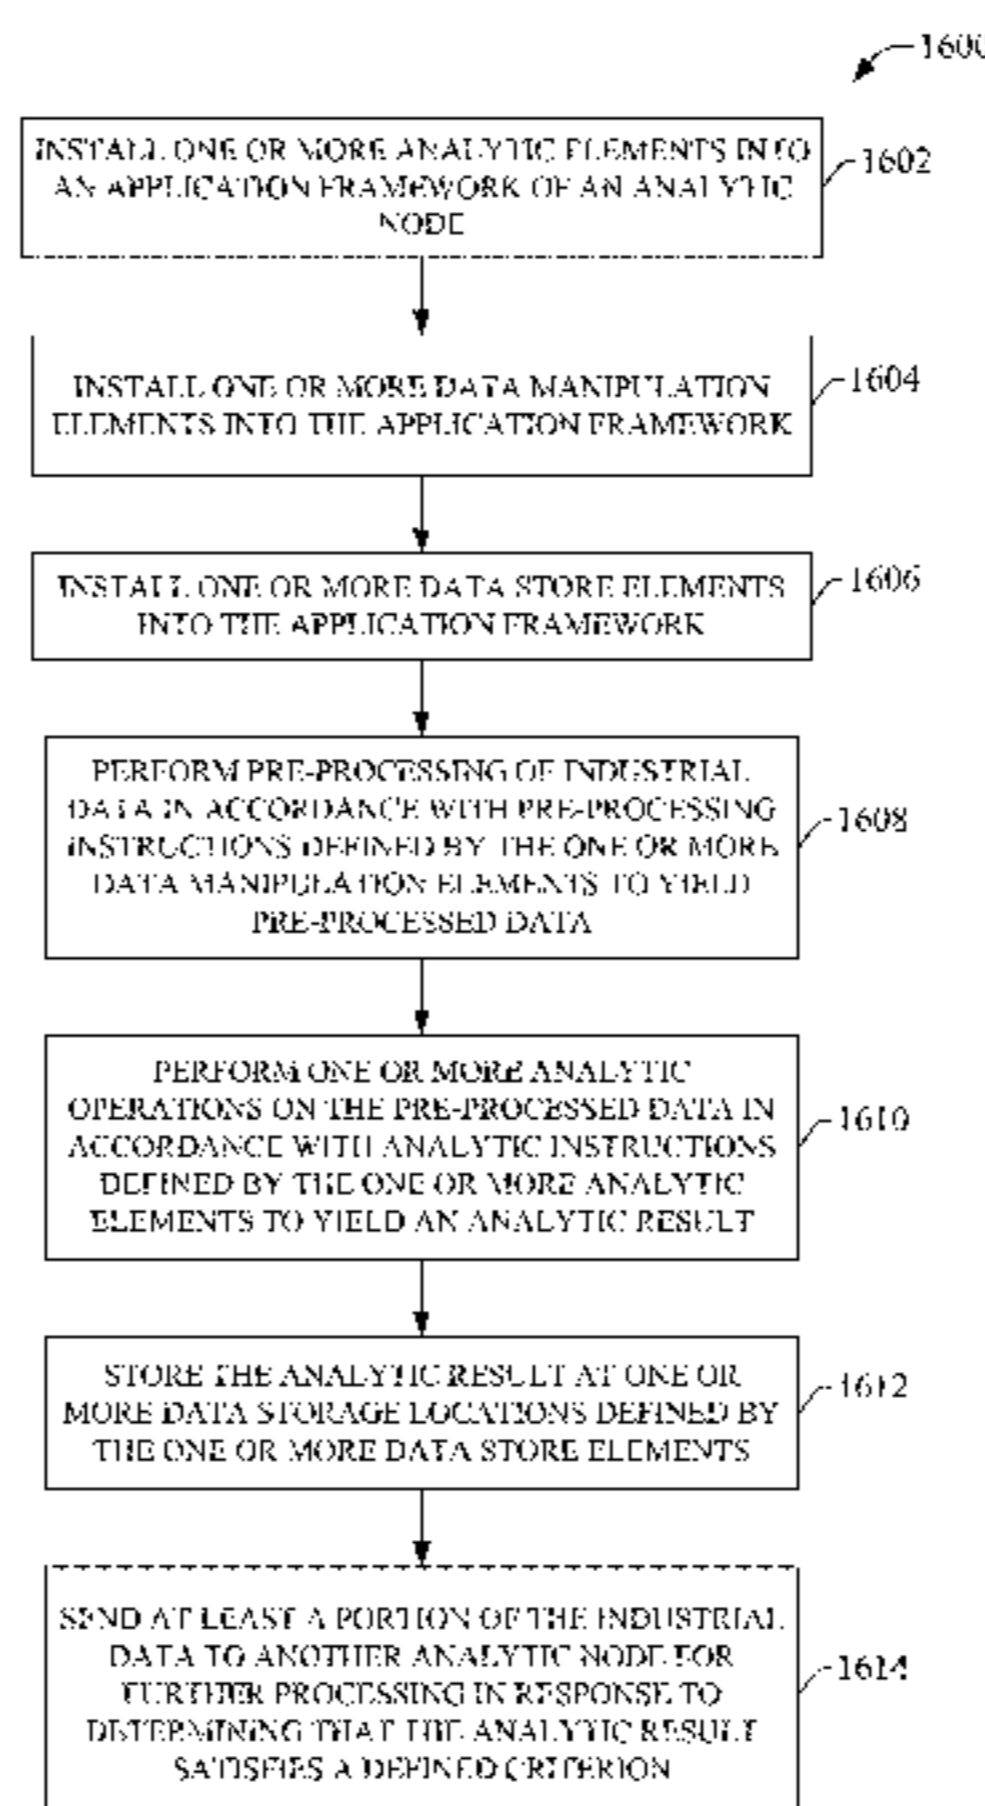 1600
INSTALL ONE OR MORE ANALYTIC ELEMENTS INTO
AN APPLICATION FRAMEWORK OF AN ANALYTIC
NODE
1602
INSTALL ONE OR MORE DATA MANIPULATION
ELEMENTS INTO THE APPLICATION FRAMEWORK
1604
INSTALL ONE OR MORE DATA STORE ELEMENTS
INTO THE APPLICATION FRAMEWORK
1606
PERFORM PRE-PROCESSING OF INDUSTRIAL
DATA IN ACCORDANCE WITH PRE-PROCESSING
INSTRUCTIONS DEFINED BY THE ONE OR MORE
DATA MANIPULATION ELEMENTS TO YIELD
PRE-PROCESSED DATA
1608
PERFORM ONE OR MORE ANALYTIC
OPERATIONS ON THE PRE-PROCESSED DATA IN
ACCORDANCE WITH ANALYTIC INSTRUCTIONS
DEFINED BY THE ONE OR MORE ANALYTIC
ELEMENTS TO YIELD AN ANALYTIC RESULT
1610
STORE THE ANALYTIC RESULT AT ONE OR
MORE DATA STORAGE LOCATIONS DEFINED BY
THE ONE OR MORE DATA STORE ELEMENTS
1612
SEND AT LEAST A PORTION OF THE INDUSTRIAL
DATA TO ANOTHER ANALYTIC NODE FOR
FURTHER PROCESSING IN RESPONSE TO
DETERMINING THAT THE ANALYTIC RESULT
SATISFIES A DEFINED CRITERION
1614